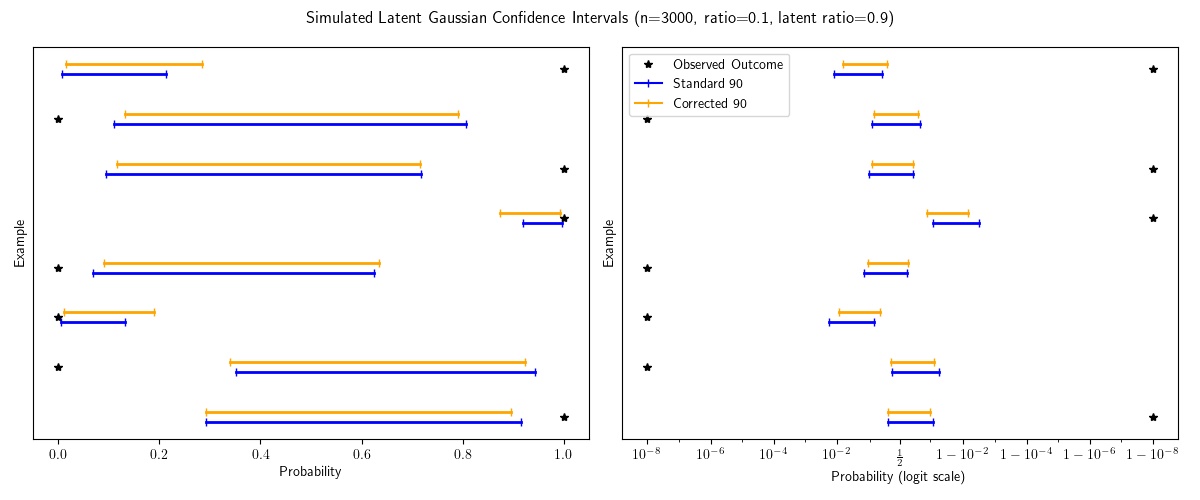 Simulated Latent Gaussian Confidence Intervals (n=3000, ratio=0.1, latent ratio=0.9)
Example
0.0 0.2 0.4 0.6 0.8 1.0
Probability
Observed Outcome
Standard 90
Corrected 90
Example
10⁻⁸ 10⁻⁶ 10⁻⁴ 10⁻² ½ 1 − 10⁻² 1 − 10⁻⁴ 1 − 10⁻⁶ 1 − 10⁻⁸
Probability (logit scale)